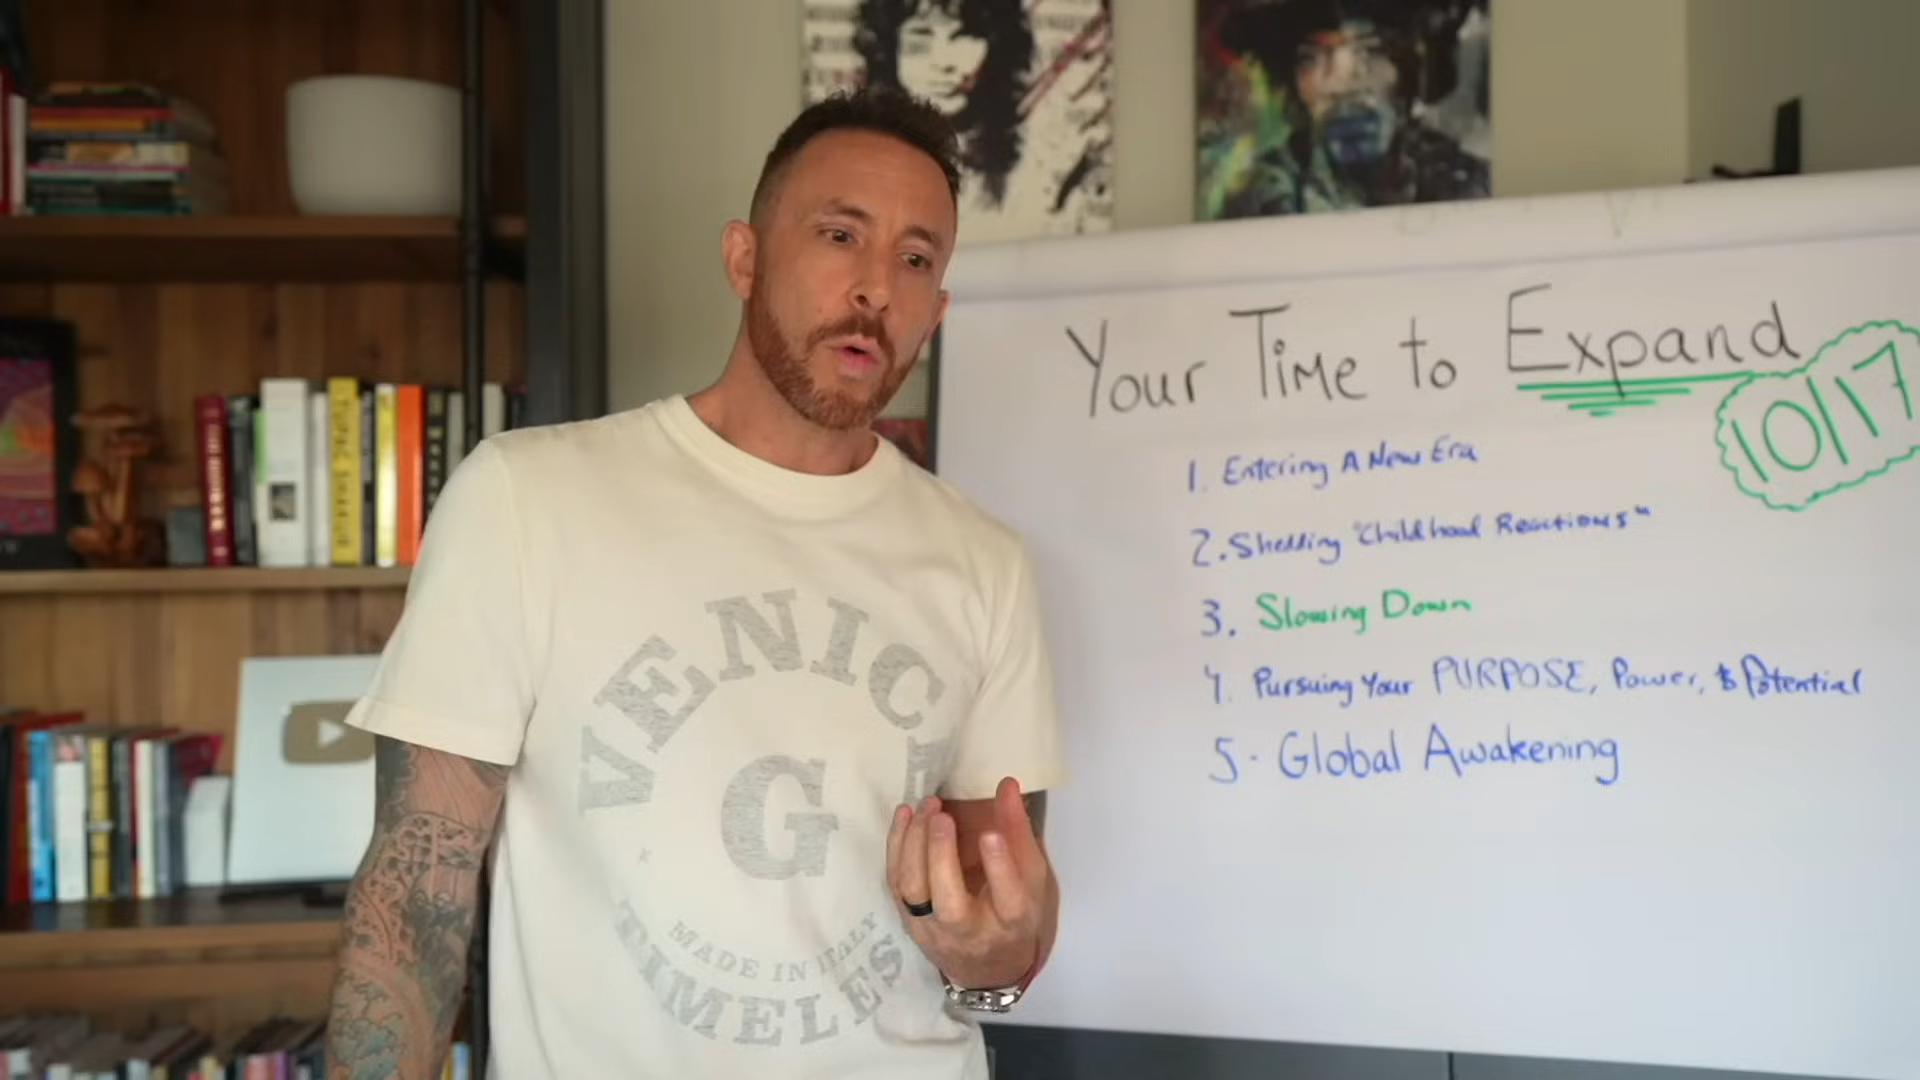 Your Time to Expand
10/17
1. Entering A New Era
2. Shedding "Childhood Reactions"
3. Slowing Down
4. Pursuing Your PURPOSE, Power, & Potential
5. Global Awakening
VENICE
G
MADE IN ITALY
TIMELESS